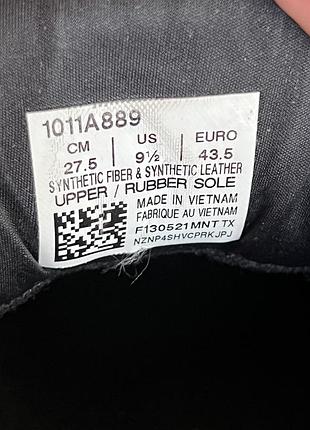 1011A889
CM | US | EURO
27.5 | 9½ | 43.5
SYNTHETIC FIBER & SYNTHETIC LEATHER
UPPER / RUBBER SOLE
MADE IN VIETNAM
FABRIQUE AU VIETNAM
F130521MNT TX
NZNP4SHVCPRKJPJ